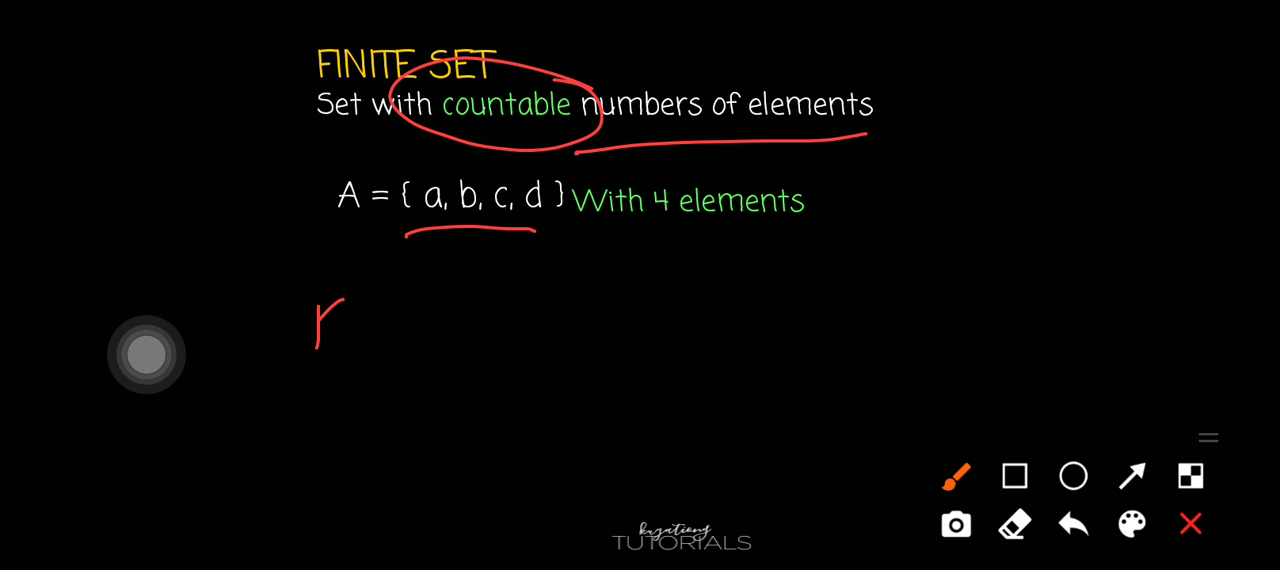 FINITE SET
Set with countable numbers of elements
A = { a, b, c, d } With 4 elements
r
TUTORIALS